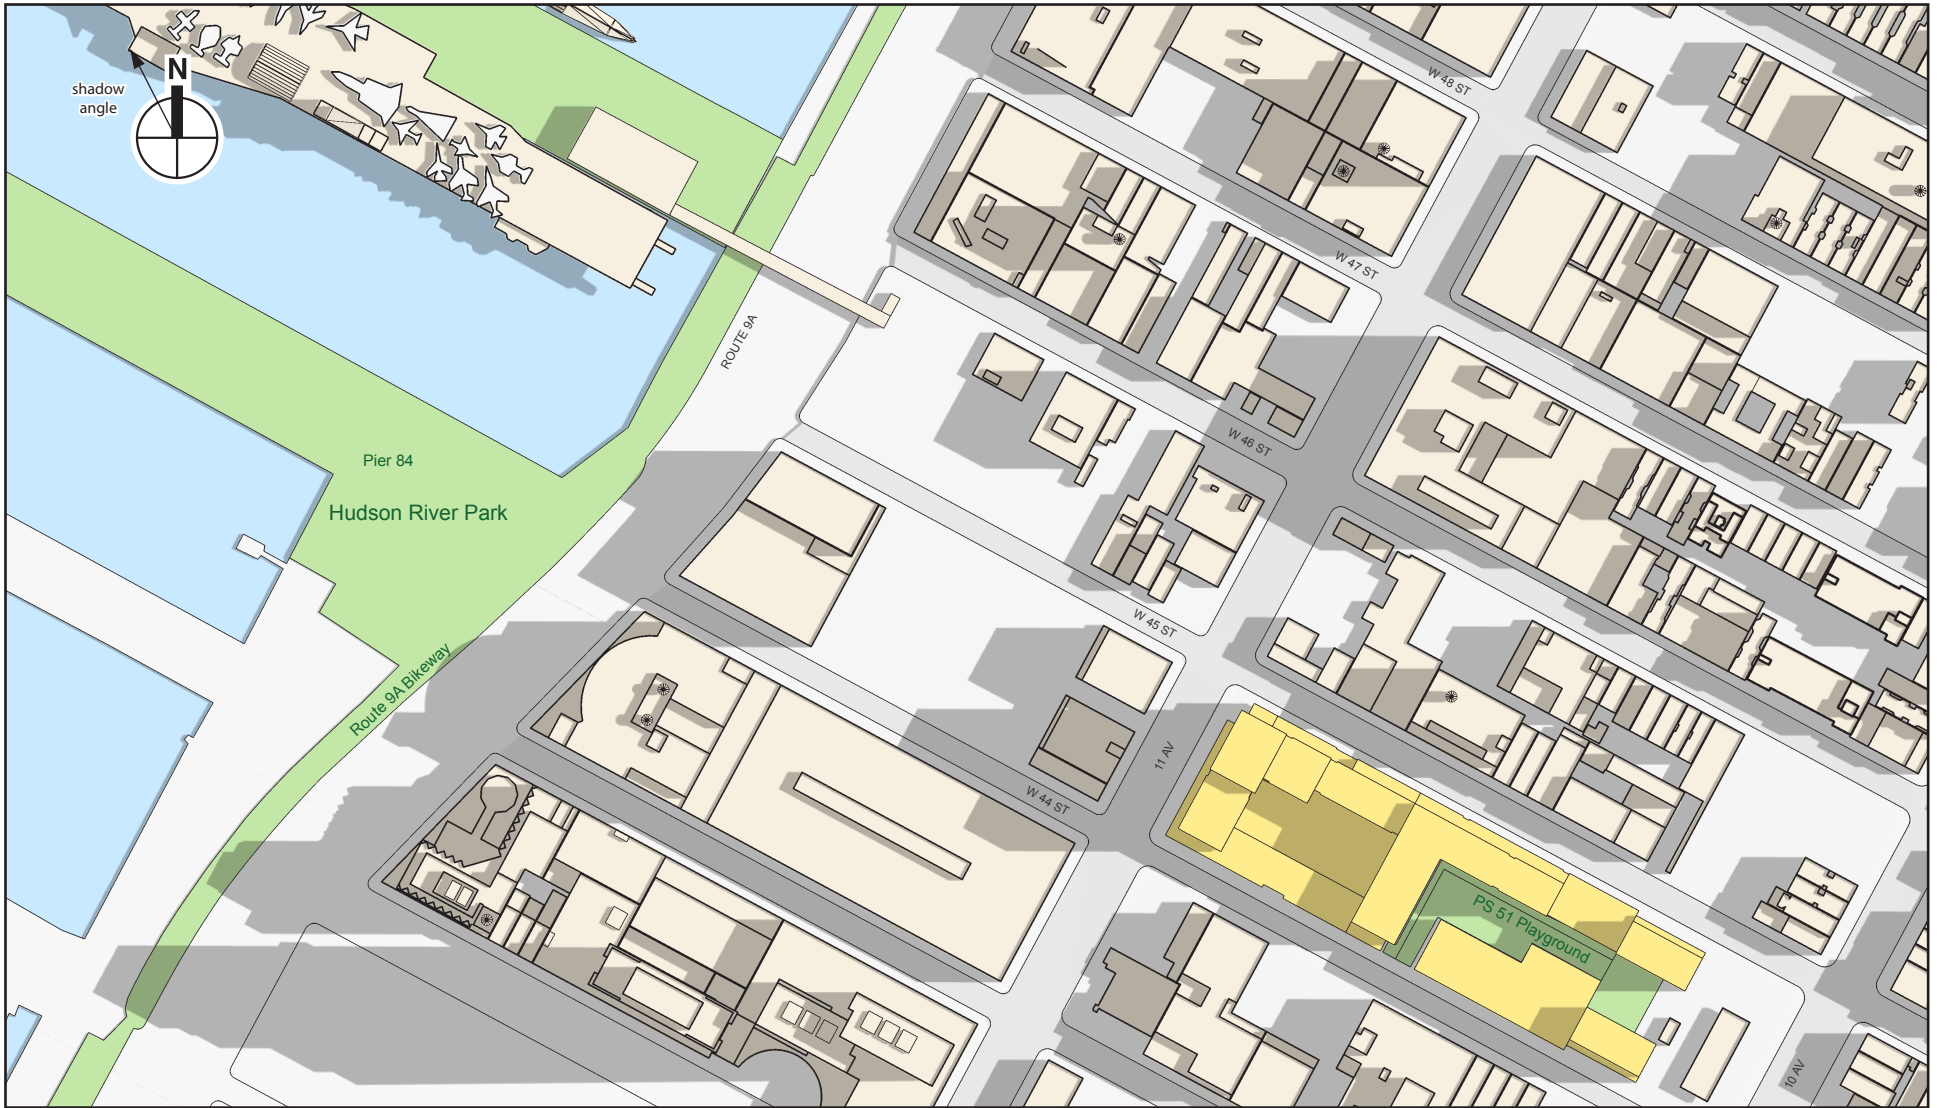 N
shadow
angle
W 48 ST
W 47 ST
ROUTE 9A
W 46 ST
Pier 84
Hudson River Park
W 45 ST
Route 9A Bikeway
11 AV
W 44 ST
PS 51 Playground
10 AV